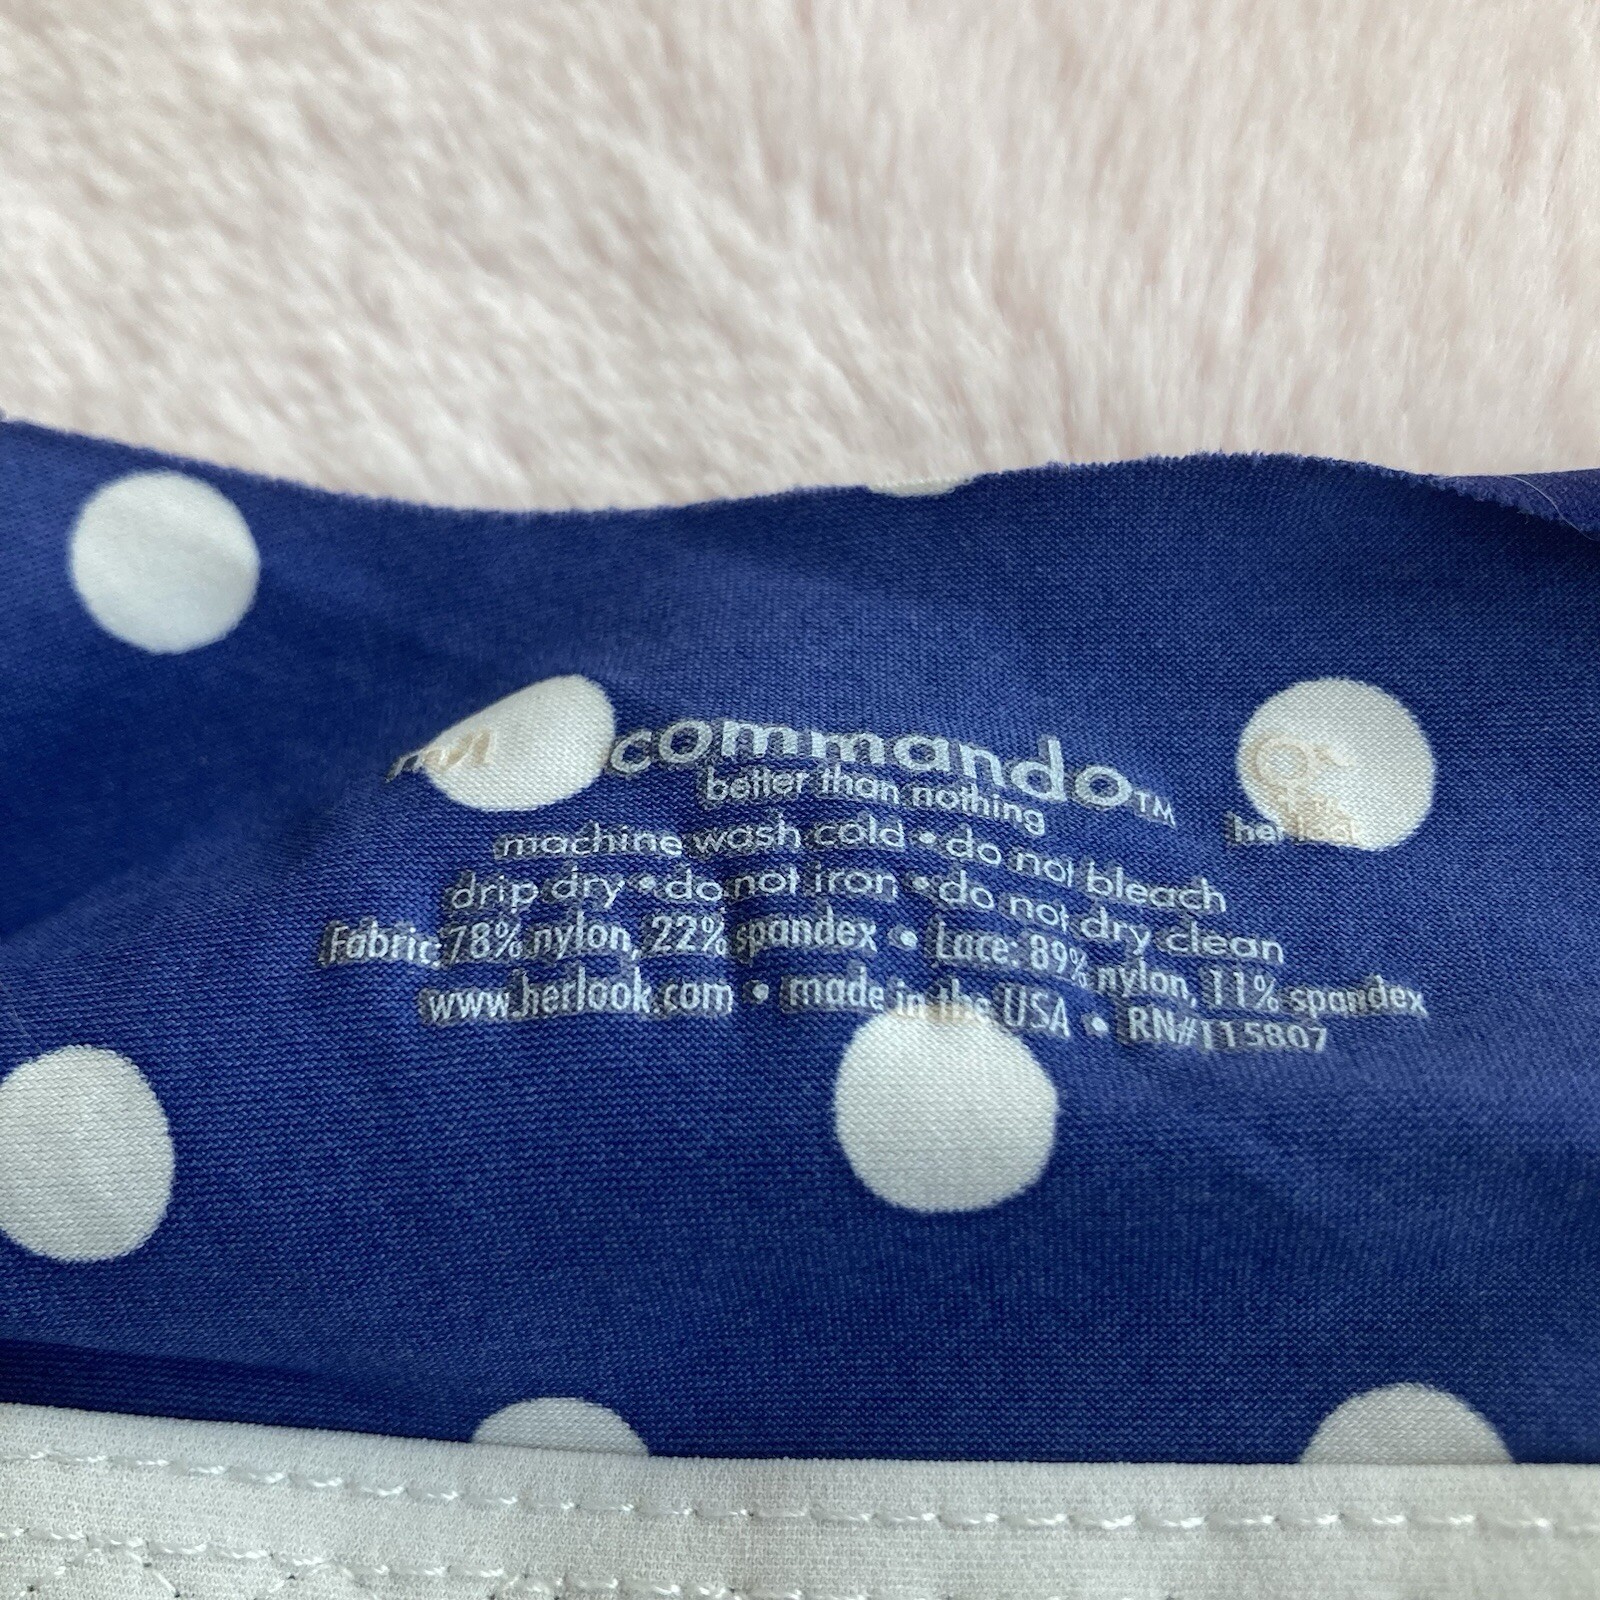 m/l commando™
better than nothing
her look
machine wash cold • do not bleach
drip dry • do not iron • do not dry clean
Fabric: 78% nylon, 22% spandex • Lace: 89% nylon, 11% spandex
www.herlook.com • made in the USA • RN#115807